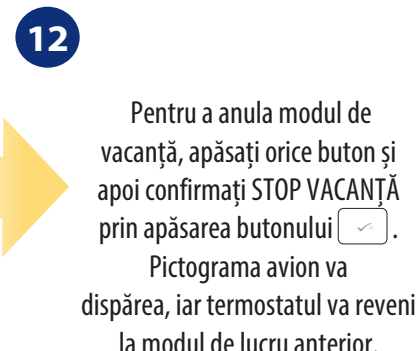 12
Pentru a anula modul de
vacanță, apăsați orice buton și
apoi confirmați STOP VACANȚĂ
prin apăsarea butonului ✓.
Pictograma avion va
dispărea, iar termostatul va reveni
la modul de lucru anterior.